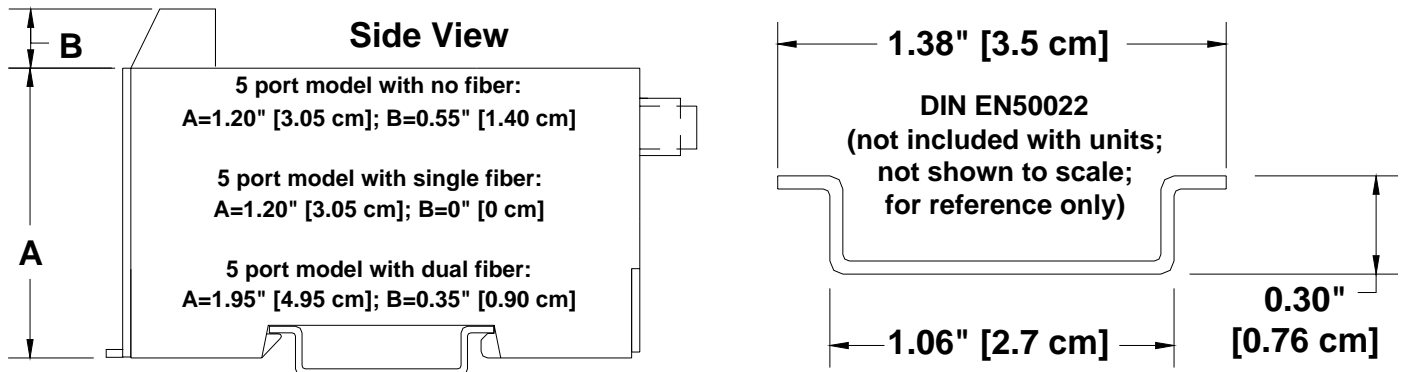 B
Side View
5 port model with no fiber:
A=1.20" [3.05 cm]; B=0.55" [1.40 cm]
5 port model with single fiber:
A=1.20" [3.05 cm]; B=0" [0 cm]
A
5 port model with dual fiber:
A=1.95" [4.95 cm]; B=0.35" [0.90 cm]
1.38" [3.5 cm]
DIN EN50022
(not included with units;
not shown to scale;
for reference only)
0.30"
[0.76 cm]
1.06" [2.7 cm]